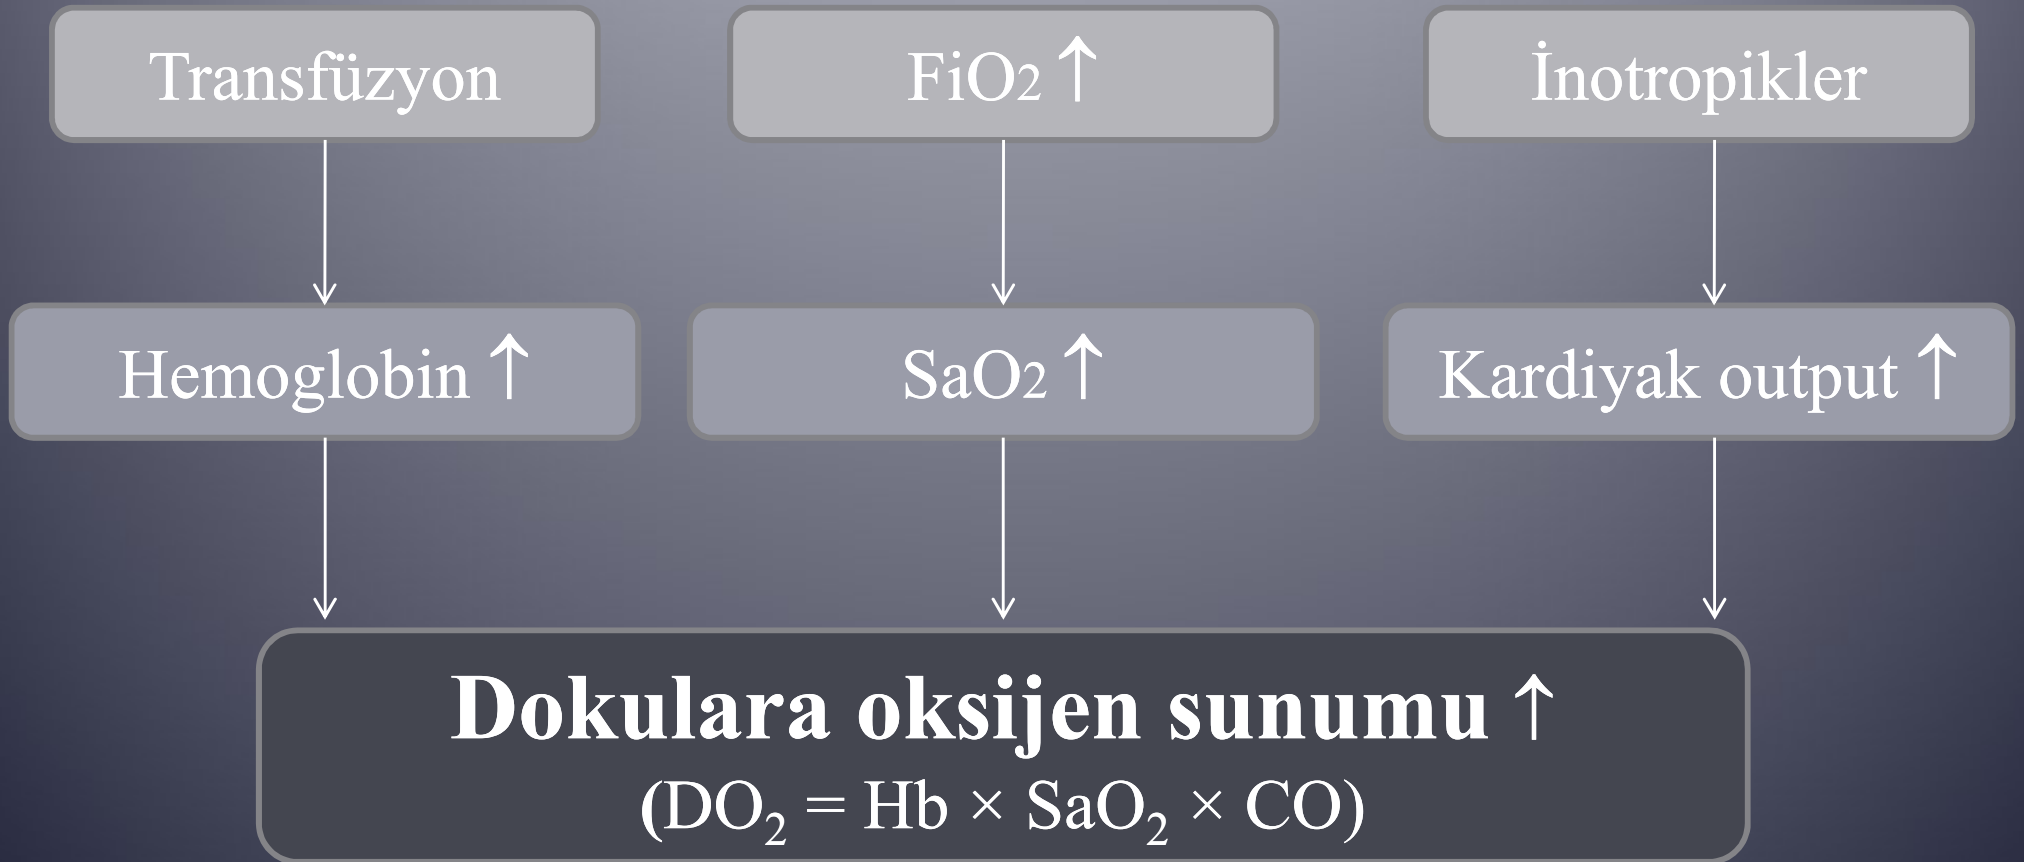 Transfüzyon
FiO2 ↑
İnotropikler
Hemoglobin ↑
SaO2 ↑
Kardiyak output ↑
Dokulara oksijen sunumu ↑
(DO₂ = Hb × SaO₂ × CO)